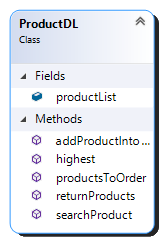 ProductDL
Class
Fields
productList
Methods
addProductInto ...
highest
productsToOrder
returnProducts
searchProduct